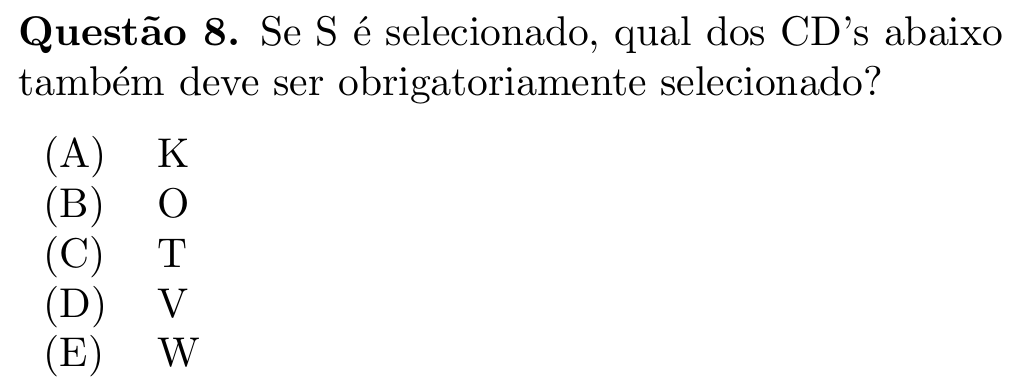 Questão 8. Se S é selecionado, qual dos CD's abaixo
também deve ser obrigatoriamente selecionado?
(A) K
(B) O
(C) T
(D) V
(E) W